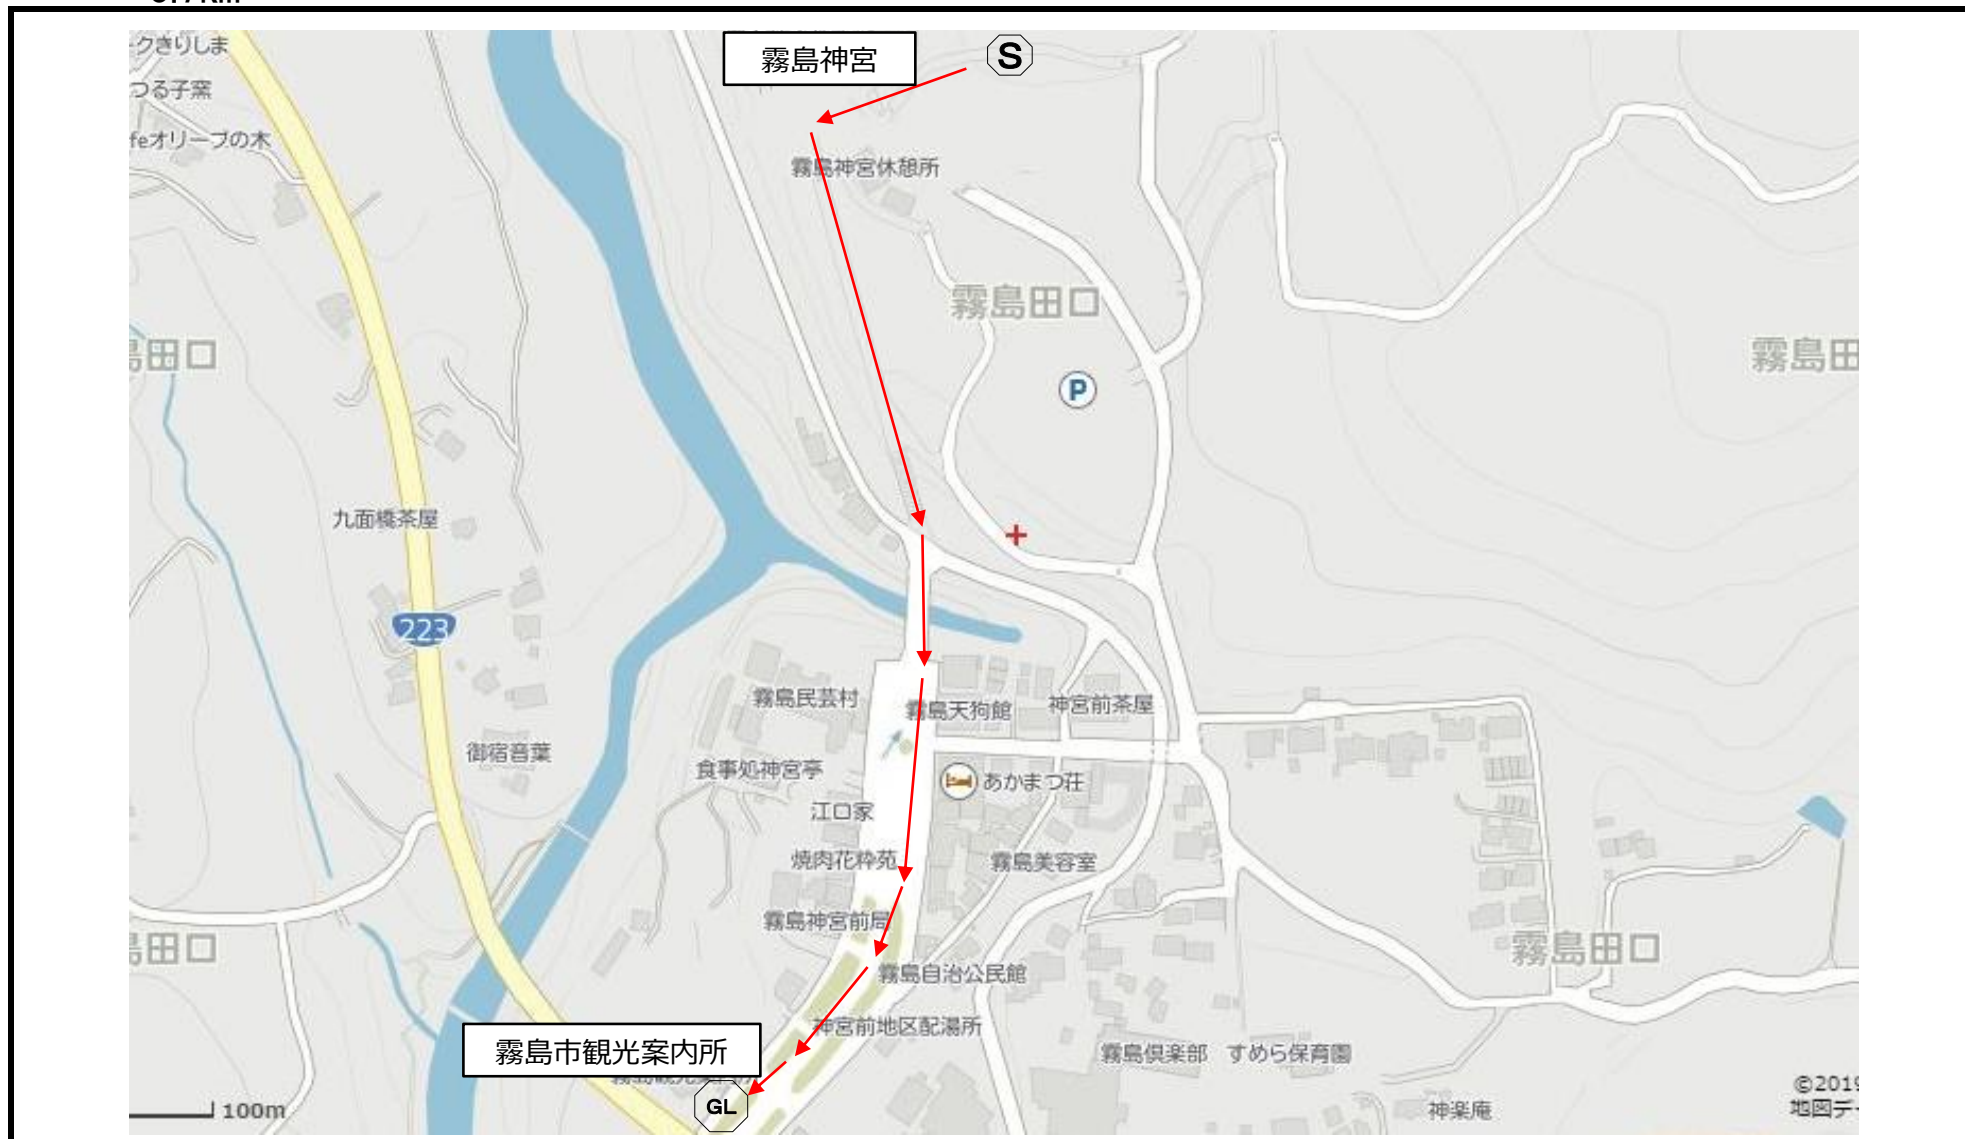 霧島神宮
S
ークきりしま
つる子窯
feオリーブの木
霧島神宮休憩所
霧島田口
島田口
霧島田
P
九面橋茶屋
223
霧島民芸村
霧島天狗館
神宮前茶屋
御宿音葉
食事処神宮亭
あかまつ荘
江口家
焼肉花粋苑
霧島美容室
霧島神宮前局
島田口
霧島自治公民館
霧島田口
神宮前地区配湯所
霧島市観光案内所
霧島倶楽部
すめら保育園
GL
100m
神楽庵
©2019
地図デー